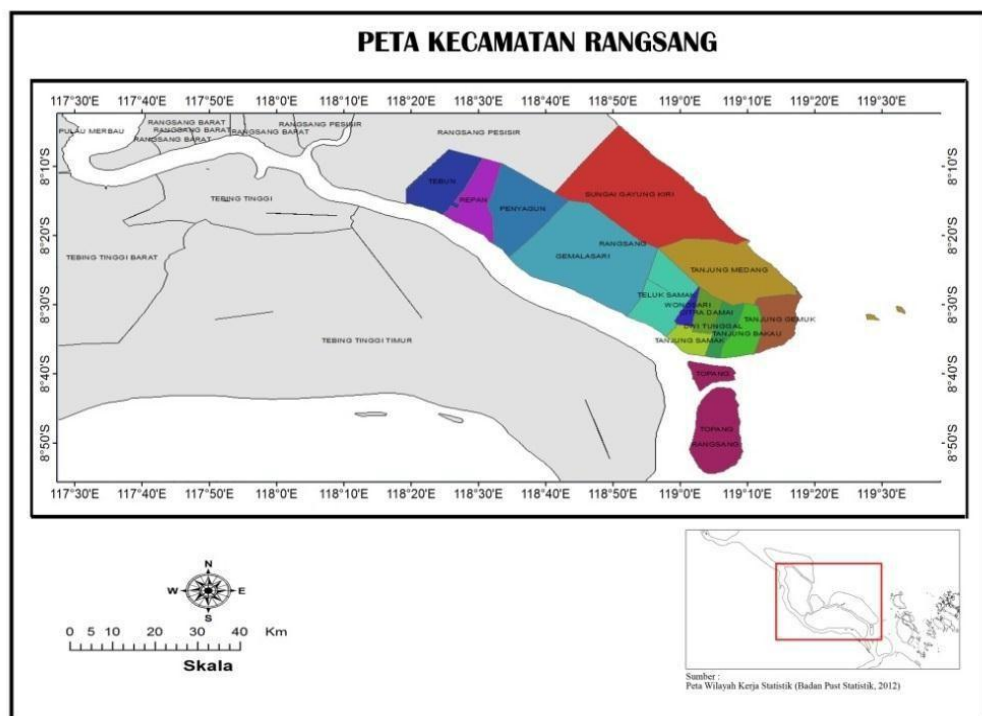 PETA KECAMATAN RANGSANG
117°30'E 117°40'E 117°50'E 118°0'E 118°10'E 118°20'E 118°30'E 118°40'E 118°50'E 119°0'E 119°10'E 119°20'E 119°30'E
PULAU MERBAU
RANGSANG BARAT
RANGSANG BARAT
RANGSANG BARAT
RANGSANG BARAT
RANGSANG PESISIR
RANGSANG PESISIR
8°10'S
8°10'S
TEBUN
REPAN
PENYAGUN
SUNGAI GAYUNG KIRI
TEBING TINGGI
8°20'S
8°20'S
RANGSANG
GEMALASARI
TEBING TINGGI BARAT
TANJUNG MEDANG
8°30'S
8°30'S
TELUK SAMAK
WONOSARI
CITRA DAMAI
TANJUNG GEMUK
DWI TUNGGAL
TANJUNG BAKAU
TANJUNG SAMAK
TEBING TINGGI TIMUR
8°40'S
8°40'S
TOPANG
8°50'S
8°50'S
TOPANG
RANGSANG
117°30'E 117°40'E 117°50'E 118°0'E 118°10'E 118°20'E 118°30'E 118°40'E 118°50'E 119°0'E 119°10'E 119°20'E 119°30'E
N
W E
S
0 5 10 20 30 40 Km
Skala
Sumber :
Peta Wilayah Kerja Statistik (Badan Pust Statistik, 2012)